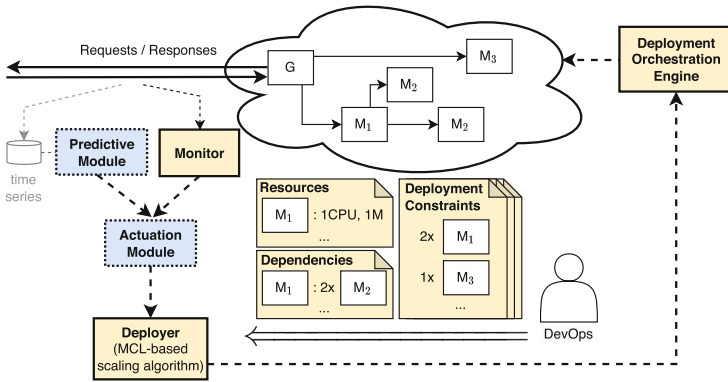 Requests / Responses
G
M3
M2
M1
M2
Deployment
Orchestration
Engine
Predictive
Module
Monitor
time
series
Actuation
Module
Resources
M1 : 1CPU, 1M
...
Dependencies
M1 : 2x M2
...
Deployment
Constraints
2x M1
1x M3
...
DevOps
Deployer
(MCL-based
scaling algorithm)